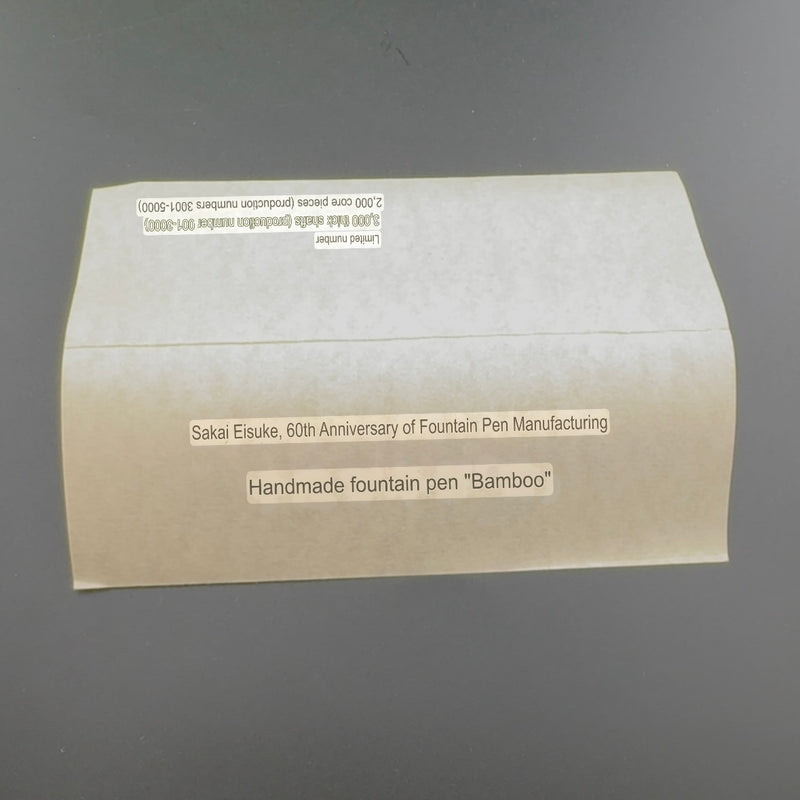 Limited number
3,000 thick shafts (production number 001-3000)
2,000 core pieces (production numbers 3001-5000)
Sakai Eisuke, 60th Anniversary of Fountain Pen Manufacturing
Handmade fountain pen "Bamboo"